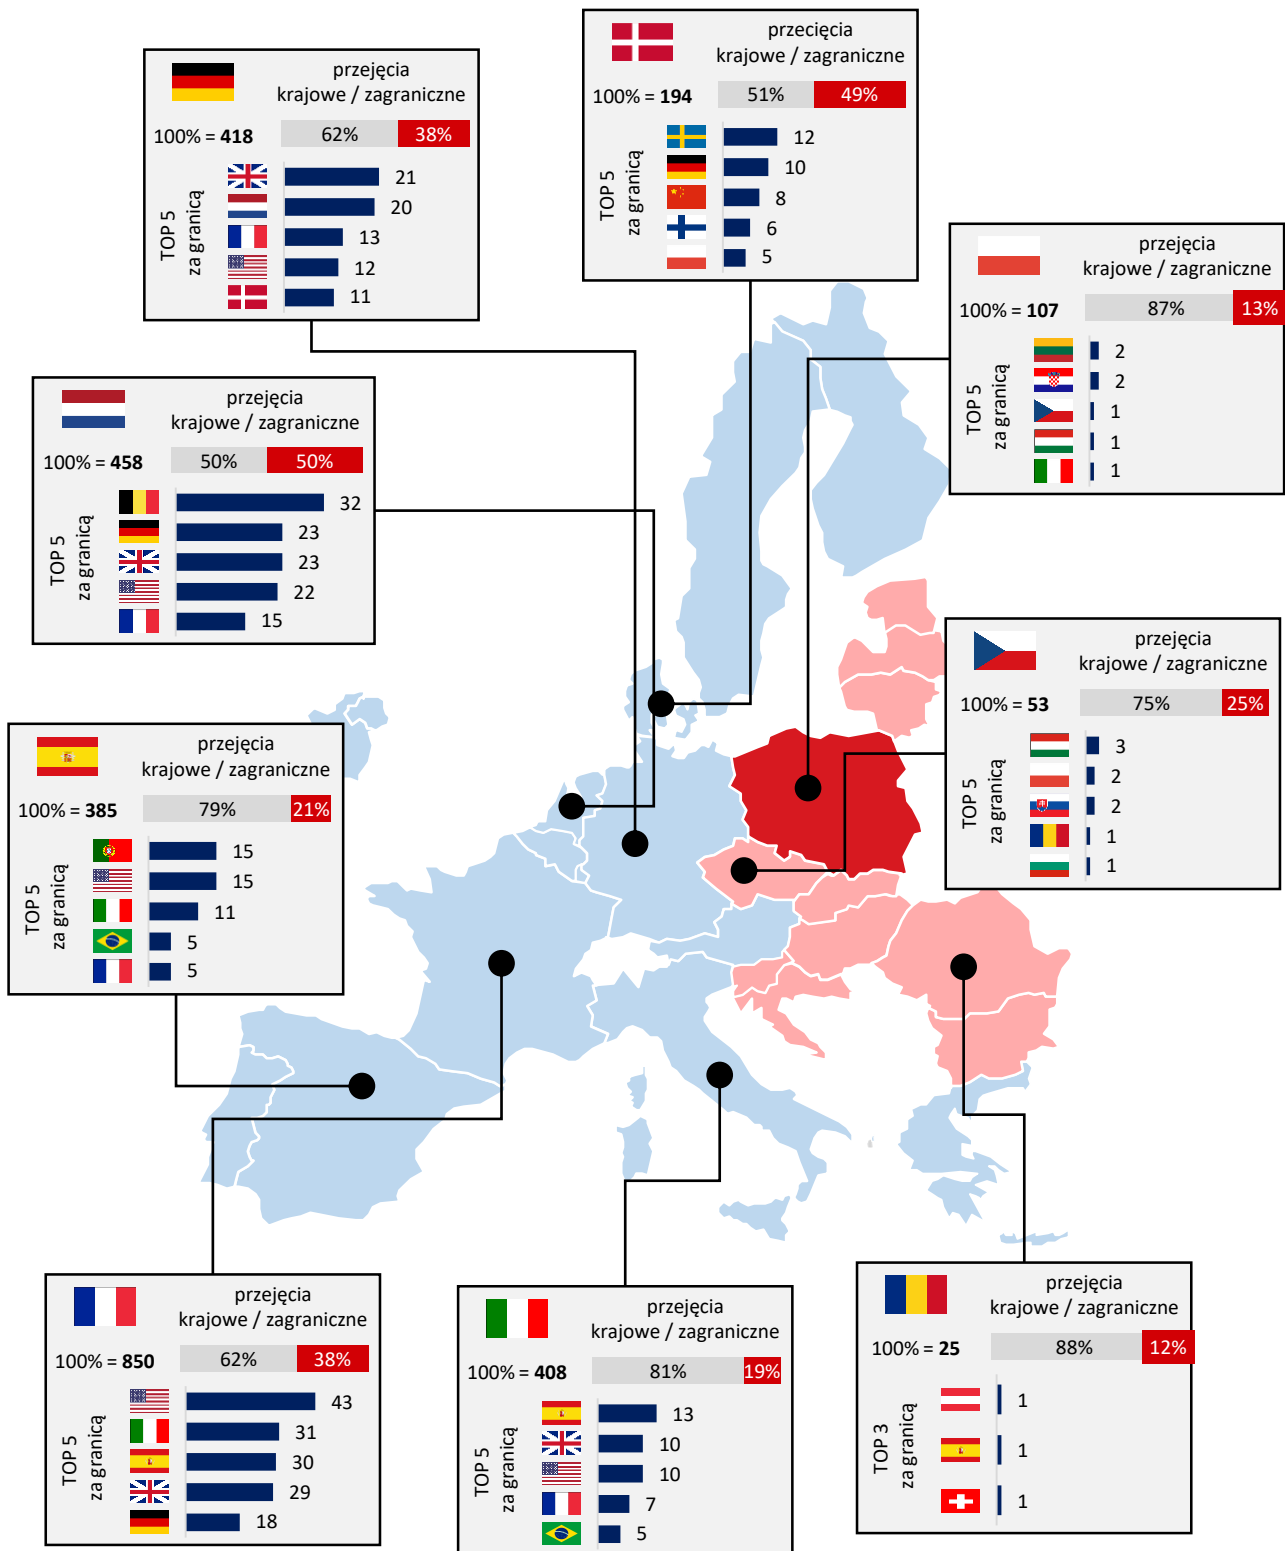 przecięcia
krajowe / zagraniczne
100% = 194
51%
49%
TOP 5
za granicą
12
10
8
6
5
przejęcia
krajowe / zagraniczne
100% = 418
62%
38%
TOP 5
za granicą
21
20
13
12
11
przejęcia
krajowe / zagraniczne
100% = 107
87%
13%
TOP 5
za granicą
2
2
1
1
1
przejęcia
krajowe / zagraniczne
100% = 458
50%
50%
TOP 5
za granicą
32
23
23
22
15
przejęcia
krajowe / zagraniczne
100% = 53
75%
25%
TOP 5
za granicą
3
2
2
1
1
przejęcia
krajowe / zagraniczne
100% = 385
79%
21%
TOP 5
za granicą
15
15
11
5
5
przejęcia
krajowe / zagraniczne
100% = 850
62%
38%
TOP 5
za granicą
43
31
30
29
18
przejęcia
krajowe / zagraniczne
100% = 408
81%
19%
TOP 5
za granicą
13
10
10
7
5
przejęcia
krajowe / zagraniczne
100% = 25
88%
12%
TOP 3
za granicą
1
1
1